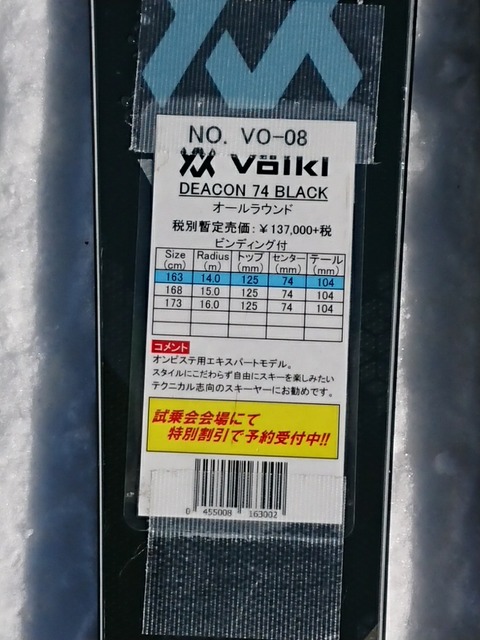 NO. VO-08
Völkl
DEACON 74 BLACK
オールラウンド
税別暫定売価：￥137,000+税
ビンディング付
Size (cm) Radius (m) トップ (mm) センター (mm) テール (mm)
163 14.0 125 74 104
168 15.0 125 74 104
173 16.0 125 74 104
コメント
オンピステ用エキスパートモデル。
スタイルにこだわらず自由にスキーを楽しみたい
テクニカル志向のスキーヤーにお勧めです。
試乗会会場にて
特別割引で予約受付中!!
0 455008 163002